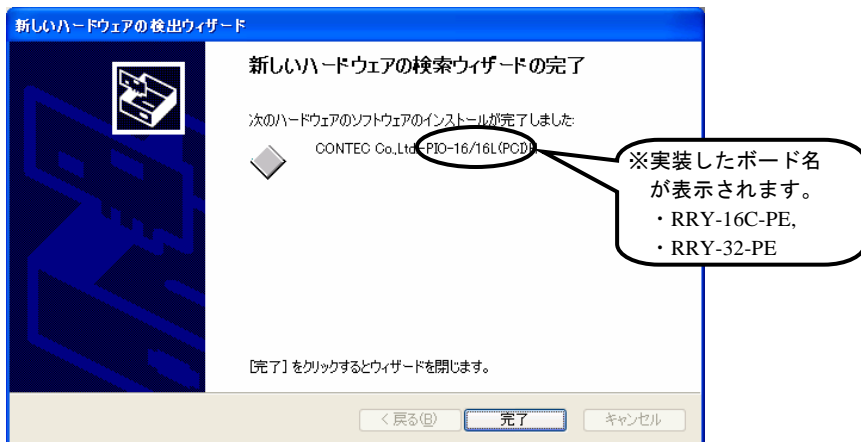 新しいハードウェアの検出ウィザード
新しいハードウェアの検索ウィザードの完了
次のハードウェアのソフトウェアのインストールが完了しました:
CONTEC Co.,Ltd. PIO-16/16L(PCI)H
※実装したボード名
が表示されます。
・RRY-16C-PE,
・RRY-32-PE
[完了] をクリックするとウィザードを閉じます。
< 戻る(B)
完了
キャンセル